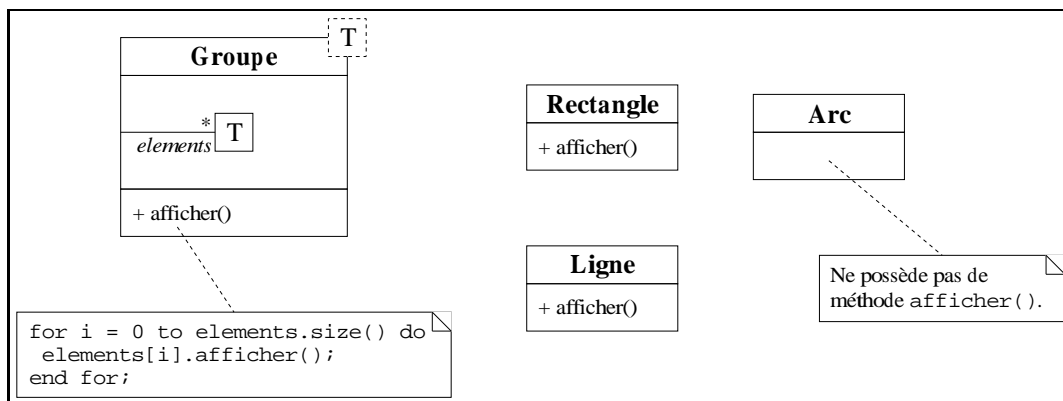 T
Groupe
*
elements
T
+ afficher()
for i = 0 to elements.size() do
elements[i].afficher();
end for;
Rectangle
+ afficher()
Ligne
+ afficher()
Arc
Ne possède pas de
méthode afficher().